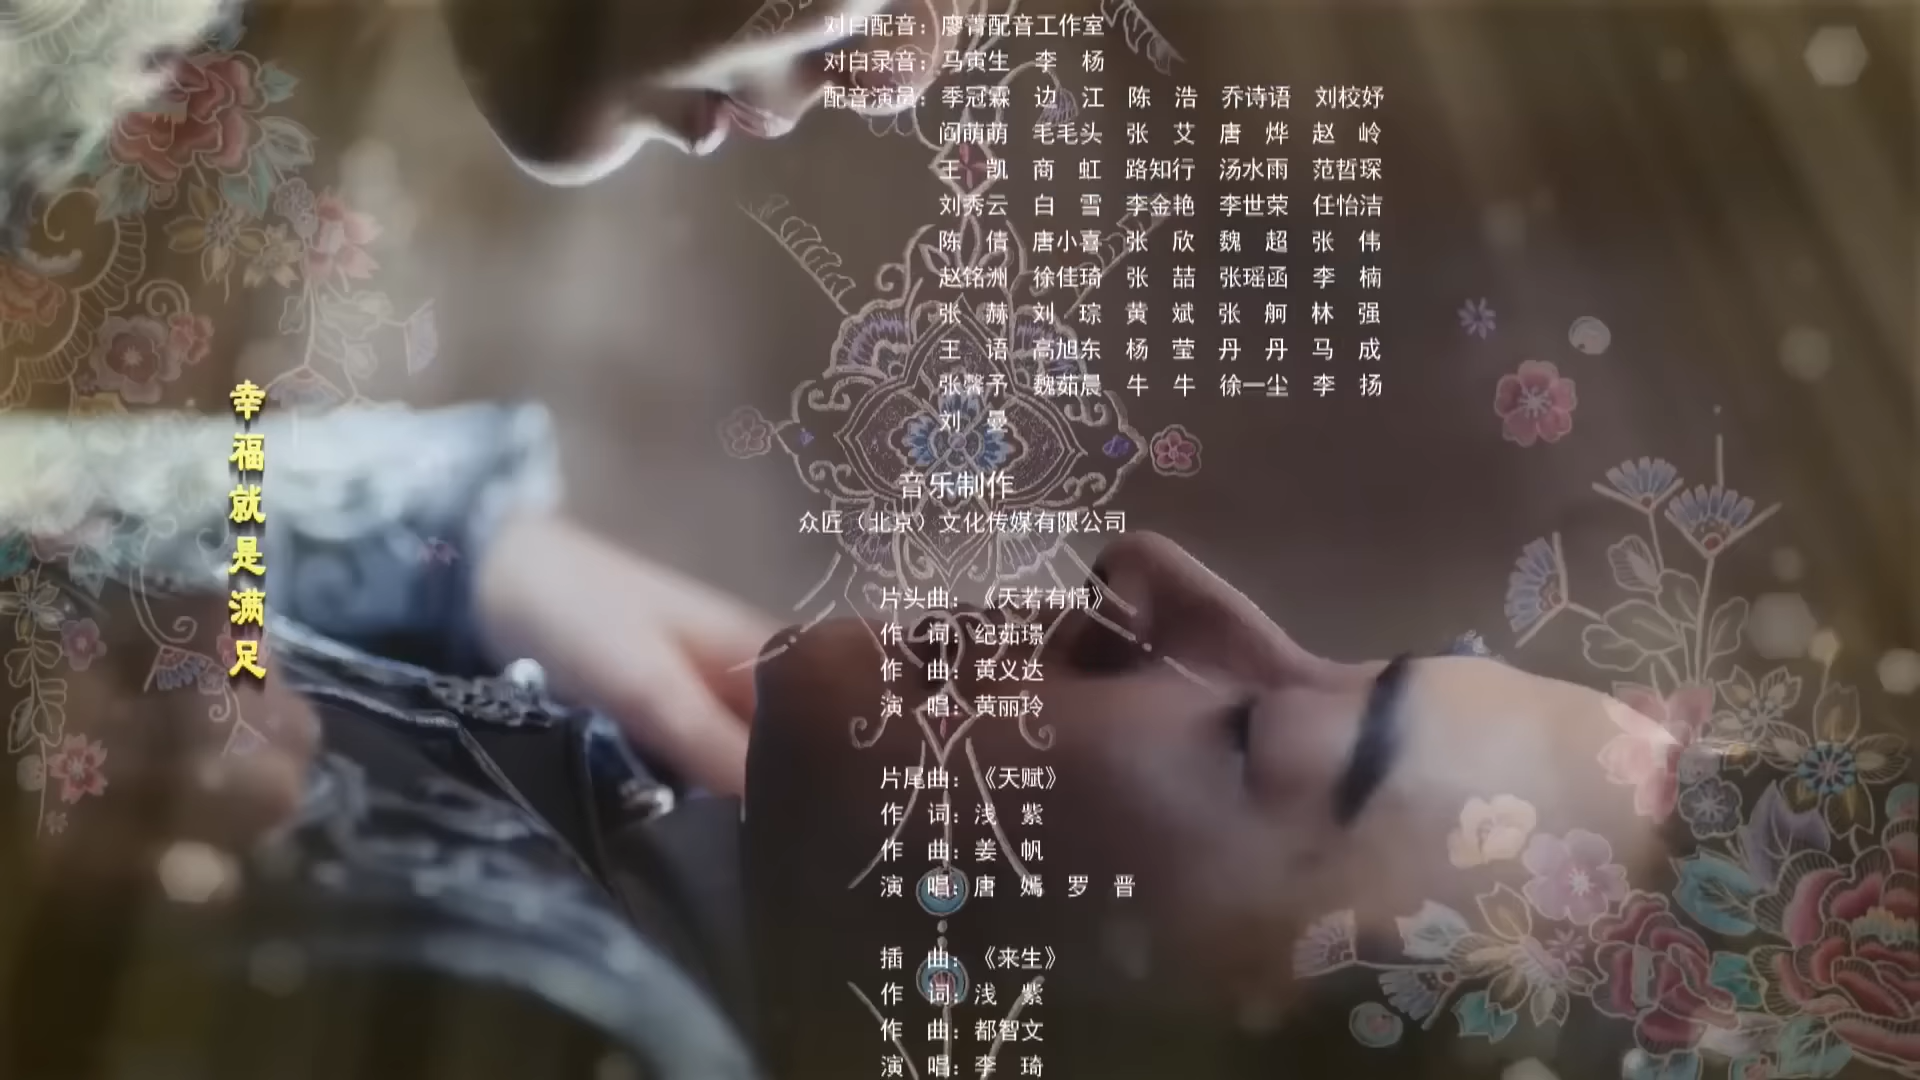 对白配音：廖菁配音工作室
对白录音：马寅生 李 杨
配音演员：季冠霖 边 江 陈 浩 乔诗语 刘校妤
阎萌萌 毛毛头 张 艾 唐 烨 赵 岭
王 凯 商 虹 路知行 汤水雨 范哲琛
刘秀云 白 雪 李金艳 李世荣 任怡洁
陈 倩 唐小喜 张 欣 魏 超 张 伟
赵铭洲 徐佳琦 张 喆 张瑶函 李 楠
张 赫 刘 琮 黄 斌 张 舸 林 强
王 语 高旭东 杨 莹 丹 丹 马 成
张馨予 魏茹晨 牛 牛 徐一尘 李 扬
刘 曼
音乐制作
众匠（北京）文化传媒有限公司
片头曲：《天若有情》
作 词：纪茹璟
作 曲：黄义达
演 唱：黄丽玲
片尾曲：《天赋》
作 词：浅 紫
作 曲：姜 帆
演 唱：唐 嫣 罗 晋
插 曲：《来生》
作 词：浅 紫
作 曲：都智文
演 唱：李 琦
幸福就是满足